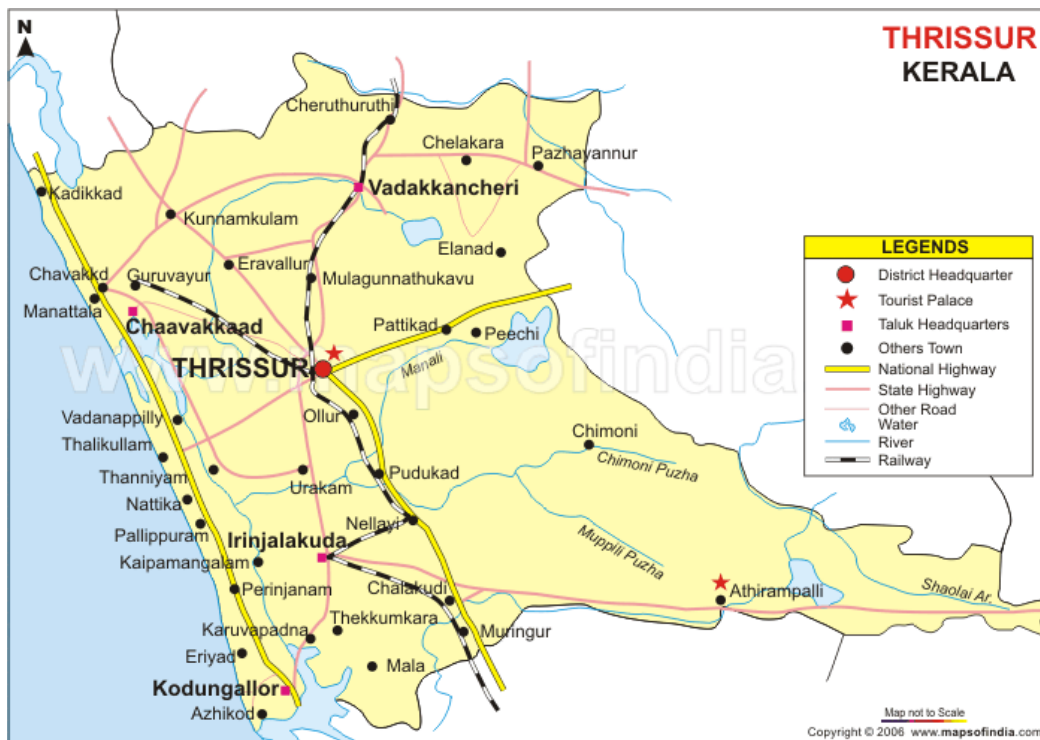 N
THRISSUR
KERALA
Cheruthuruthi
Chelakara
Pazhayannur
Vadakkancheri
Kadikkad
Kunnamkulam
Elanad
Eravallur
Chavakkd
Guruvayur
Mulagunnathukavu
Manattala
Chaavakkaad
Pattikad
Peechi
www.mapsofindia
THRISSUR
Manali
Ollur
Vadanappilly
Chimoni
Thalikullam
Chimoni Puzha
Thanniyam
Pudukad
Urakam
Nattika
Nellayi
Pallippuram
Irinjalakuda
Muppili Puzha
Kaipamangalam
Perinjanam
Chalakudi
Athirampalli
Shaolai Ar.
Thekkumkara
Karuvapadna
Muringur
Eriyad
Mala
Kodungallor
Azhikod
LEGENDS
District Headquarter
Tourist Palace
Taluk Headquarters
Others Town
National Highway
State Highway
Other Road
Water
River
Railway
Map not to Scale
Copyright © 2006 www.mapsofindia.com